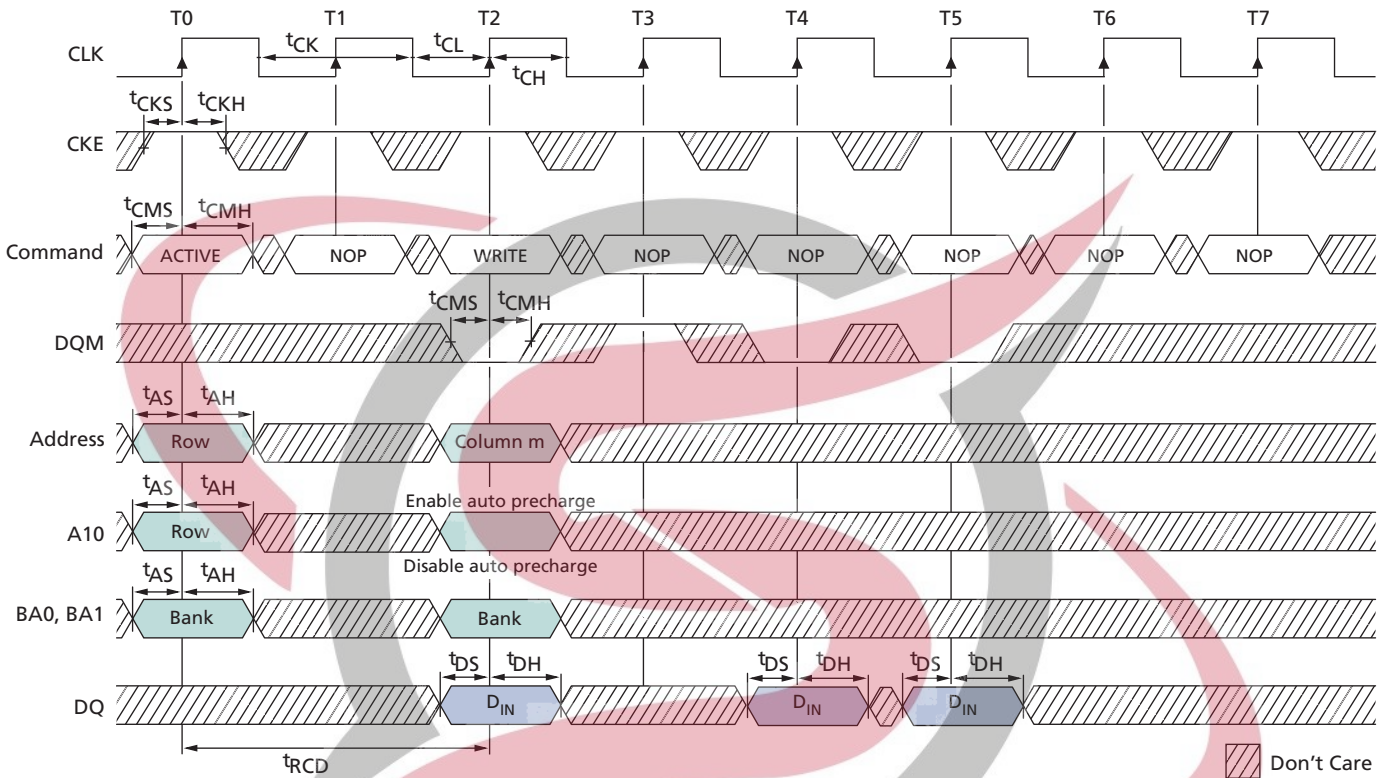 T0 T1 T2 T3 T4 T5 T6 T7
CLK
tCK tCL
tCH
tCKS tCKH
CKE
tCMS tCMH
Command ACTIVE NOP WRITE NOP NOP NOP NOP NOP
tCMS tCMH
DQM
tAS tAH
Address Row Column m
tAS tAH Enable auto precharge
A10 Row
tAS tAH Disable auto precharge
BA0, BA1 Bank Bank
tDS tDH tDS tDH tDS tDH
DQ DIN DIN DIN
tRCD
Don't Care